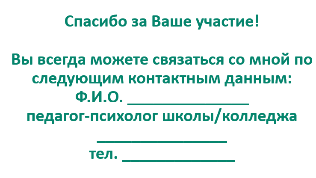 Спасибо за Ваше участие!
Вы всегда можете связаться со мной по
следующим контактным данным:
Ф.И.О. ______________
педагог-психолог школы/колледжа
_______________
тел. _____________